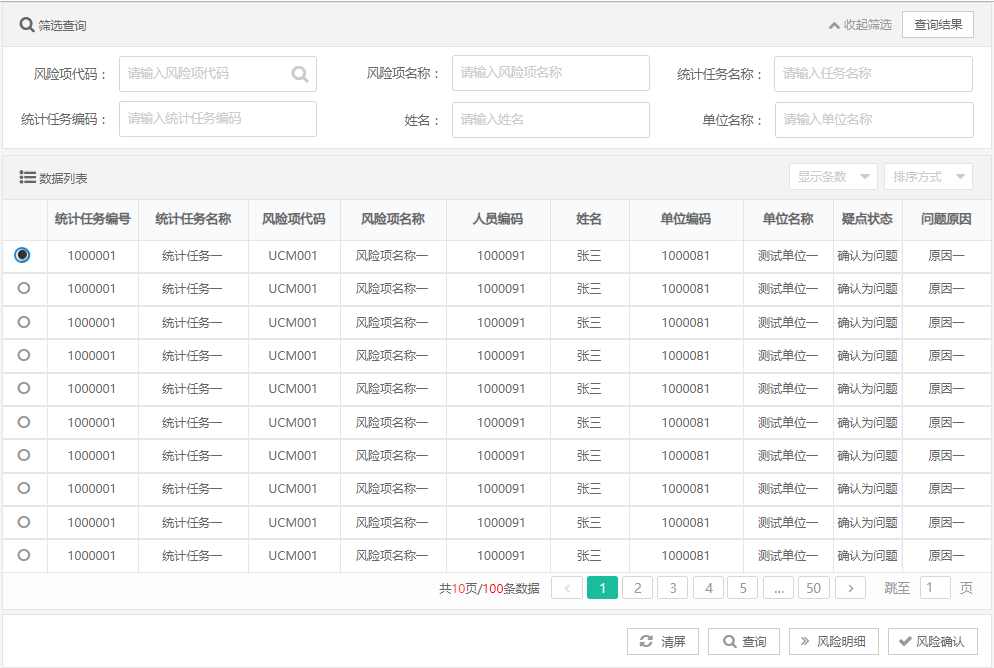 筛选查询 收起筛选 查询结果
风险项代码： 请输入风险项代码 风险项名称： 请输入风险项名称 统计任务名称： 请输入任务名称
统计任务编码： 请输入统计任务编码 姓名： 请输入姓名 单位名称： 请输入单位名称
数据列表 显示条数 排序方式
统计任务编号 统计任务名称 风险项代码 风险项名称 人员编码 姓名 单位编码 单位名称 疑点状态 问题原因
1000001 统计任务一 UCM001 风险项名称一 1000091 张三 1000081 测试单位一 确认为问题 原因一
1000001 统计任务一 UCM001 风险项名称一 1000091 张三 1000081 测试单位一 确认为问题 原因一
1000001 统计任务一 UCM001 风险项名称一 1000091 张三 1000081 测试单位一 确认为问题 原因一
1000001 统计任务一 UCM001 风险项名称一 1000091 张三 1000081 测试单位一 确认为问题 原因一
1000001 统计任务一 UCM001 风险项名称一 1000091 张三 1000081 测试单位一 确认为问题 原因一
1000001 统计任务一 UCM001 风险项名称一 1000091 张三 1000081 测试单位一 确认为问题 原因一
1000001 统计任务一 UCM001 风险项名称一 1000091 张三 1000081 测试单位一 确认为问题 原因一
1000001 统计任务一 UCM001 风险项名称一 1000091 张三 1000081 测试单位一 确认为问题 原因一
1000001 统计任务一 UCM001 风险项名称一 1000091 张三 1000081 测试单位一 确认为问题 原因一
1000001 统计任务一 UCM001 风险项名称一 1000091 张三 1000081 测试单位一 确认为问题 原因一
共10页/100条数据 < 1 2 3 4 5 ... 50 > 跳至 1 页
清屏 查询 风险明细 风险确认